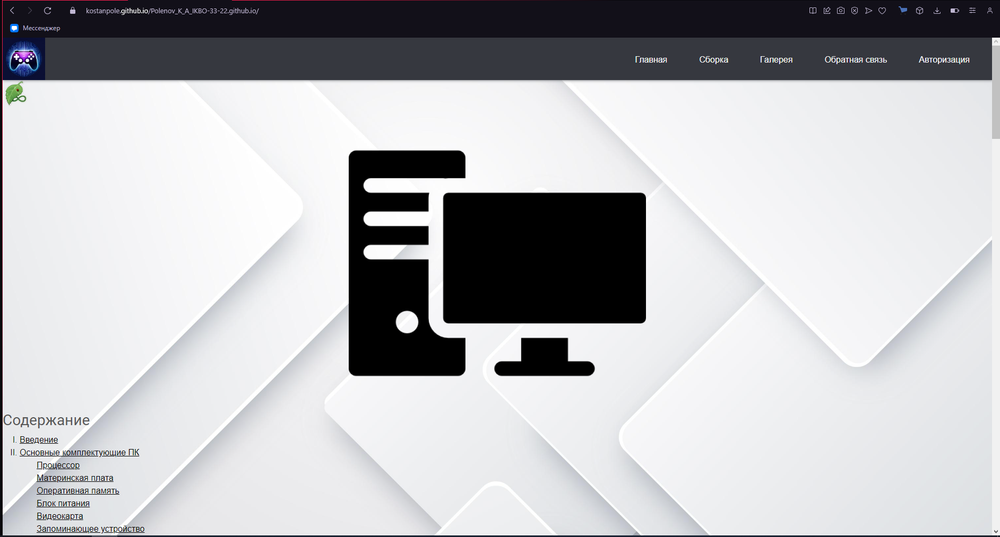 kostanpole.github.io/Polenov_K_A_IKBO-33-22.github.io/
Мессенджер
Главная Сборка Галерея Обратная связь Авторизация
Содержание
I. Введение
II. Основные комплектующие ПК
Процессор
Материнская плата
Оперативная память
Блок питания
Видеокарта
Запоминающее устройство